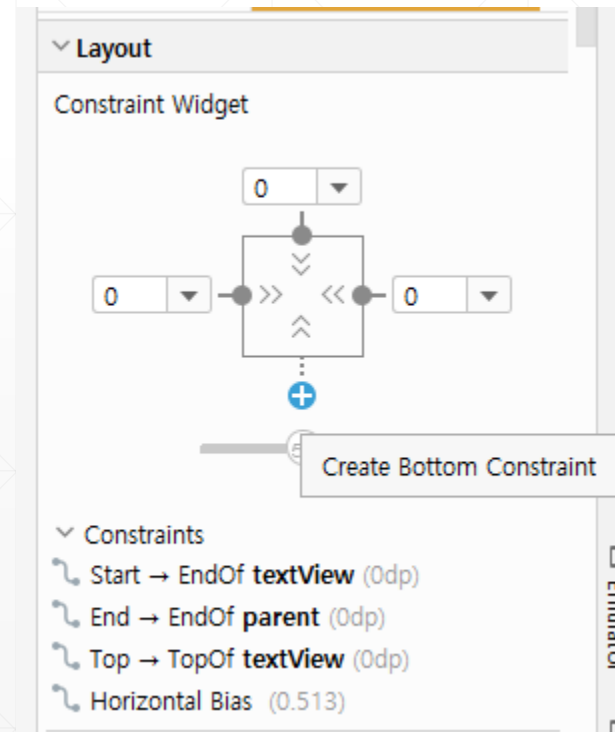 Layout
Constraint Widget
0
0
0
Create Bottom Constraint
Constraints
Start → EndOf textView (0dp)
End → EndOf parent (0dp)
Top → TopOf textView (0dp)
Horizontal Bias (0.513)